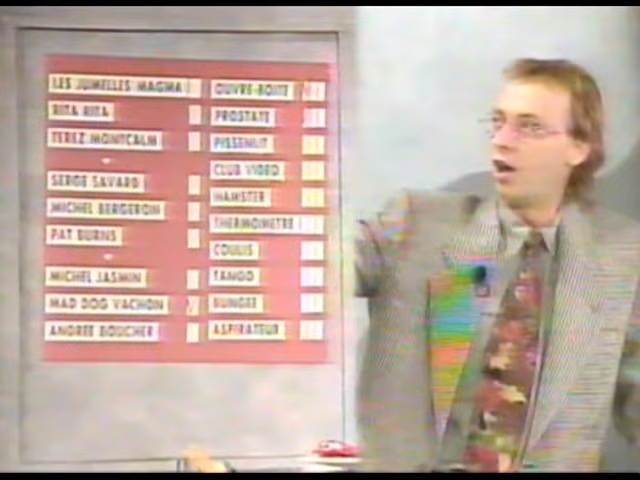 LES JUMELLES MAGMA!
RITA RITA
TEREZ MONTCALM
SERGE SAVARD
MICHEL BERGERON
PAT BURNS
MICHEL JASMIN
MAD DOG VACHON
ANDREE BOUCHER
OUVRE-BOITE
PROSTATE
PISSENLIT
CLUB VIDEO
HAMSTER
THERMOMETRE
COULIS
TANGO
BUNGEE
ASPIRATEUR